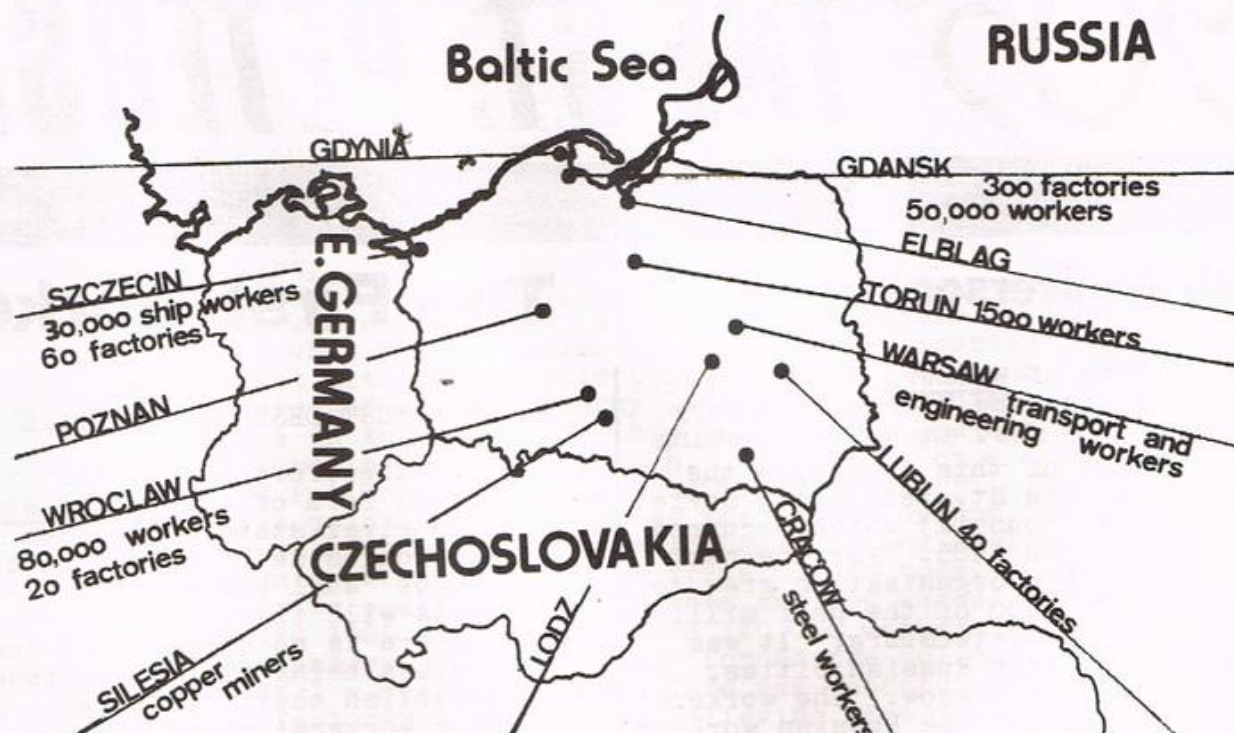 Baltic Sea
RUSSIA
GDYNIA
GDANSK
300 factories
50,000 workers
ELBLAG
TORLIN 1500 workers
WARSAW
transport and
engineering workers
LUBLIN 40 factories
CRACOW
steel workers
LODZ
SZCZECIN
30,000 ship workers
60 factories
POZNAN
WROCLAW
80,000 workers
20 factories
SILESIA
copper miners
E.GERMANY
CZECHOSLOVAKIA